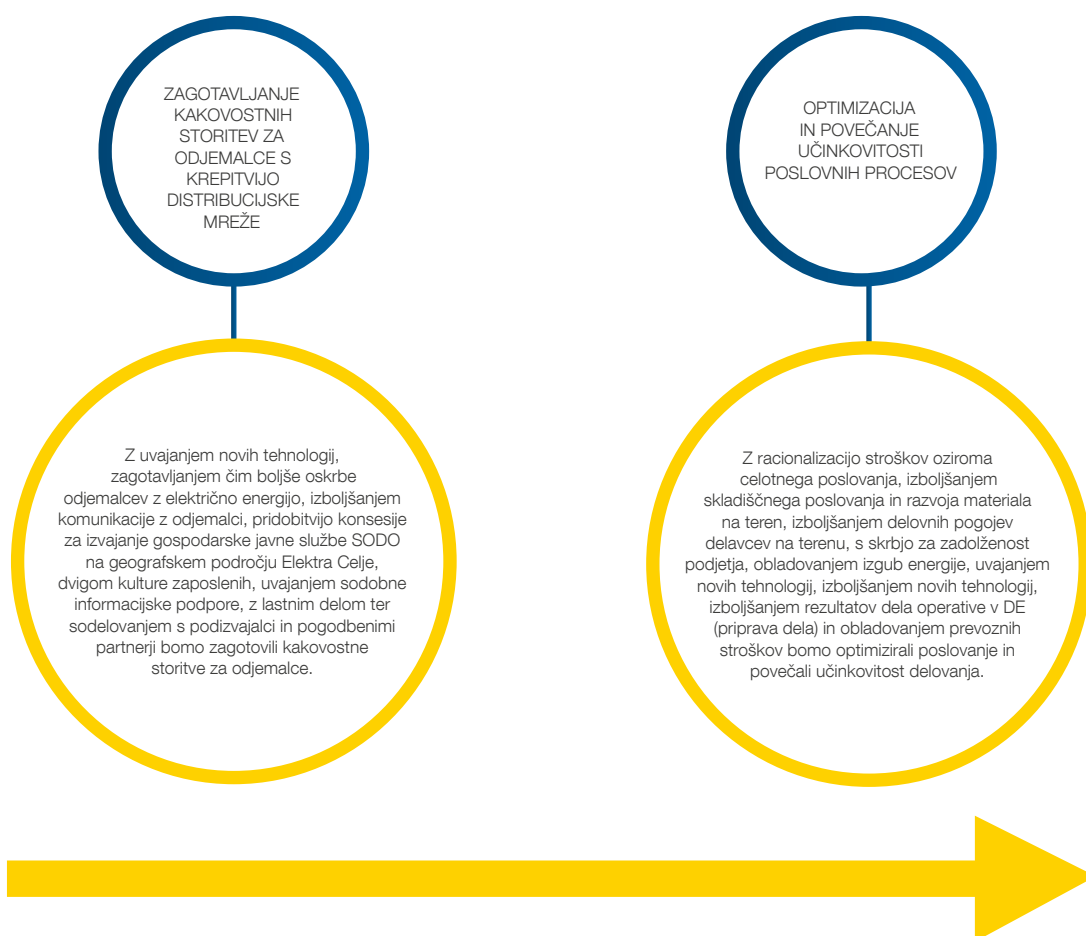 ZAGOTAVLJANJE
KAKOVOSTNIH
STORITEV ZA
ODJEMALCE S
KREPITVIJO
DISTRIBUCIJSKE
MREŽE
Z uvajanjem novih tehnologij,
zagotavljanjem čim boljše oskrbe
odjemalcev z električno energijo, izboljšanjem
komunikacije z odjemalci, pridobitvijo konsesije
za izvajanje gospodarske javne službe SODO
na geografskem področju Elektra Celje,
dvigom kulture zaposlenih, uvajanjem sodobne
informacijske podpore, z lastnim delom ter
sodelovanjem s podizvajalci in pogodbenimi
partnerji bomo zagotovili kakovostne
storitve za odjemalce.
OPTIMIZACIJA
IN POVEČANJE
UČINKOVITOSTI
POSLOVNIH PROCESOV
Z racionalizacijo stroškov oziroma
celotnega poslovanja, izboljšanjem
skladiščnega poslovanja in razvoja materiala
na teren, izboljšanjem delovnih pogojev
delavcev na terenu, s skrbjo za zadolženost
podjetja, obladovanjem izgub energije, uvajanjem
novih tehnologij, izboljšanjem novih tehnologij,
izboljšanjem rezultatov dela operative v DE
(priprava dela) in obladovanjem prevoznih
stroškov bomo optimizirali poslovanje in
povečali učinkovitost delovanja.